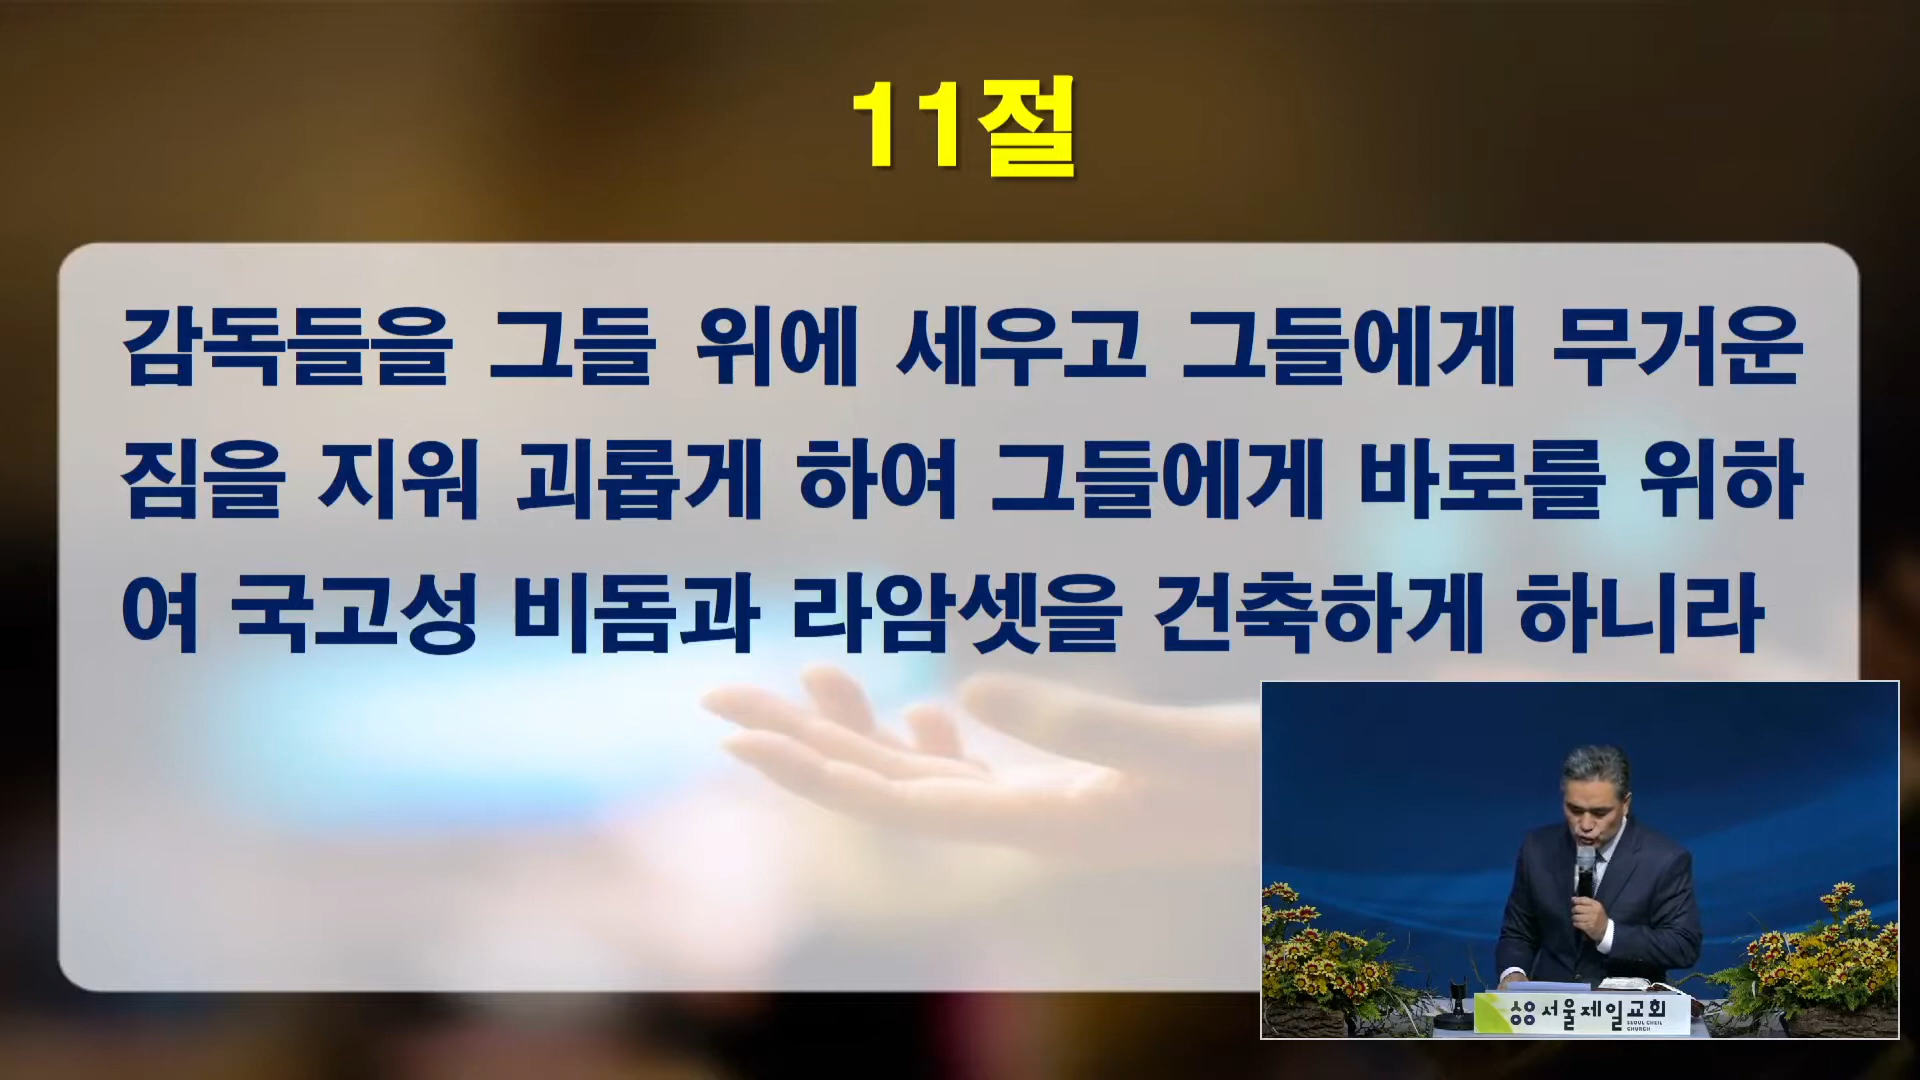 11절
감독들을 그들 위에 세우고 그들에게 무거운
짐을 지워 괴롭게 하여 그들에게 바로를 위하
여 국고성 비돔과 라암셋을 건축하게 하니라
서울제일교회
SEOUL CHEIL
CHURCH